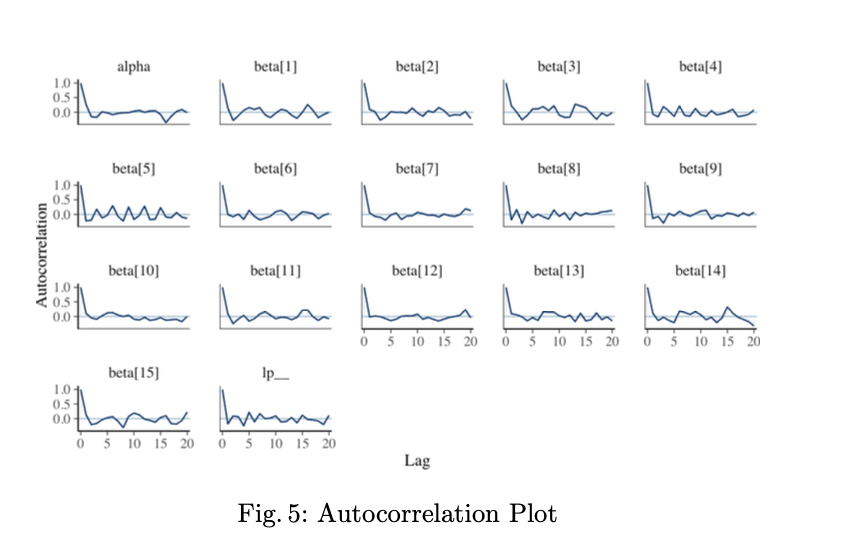 alpha beta[1] beta[2] beta[3] beta[4]
1.0
0.5
0.0
beta[5] beta[6] beta[7] beta[8] beta[9]
1.0
0.5
0.0
Autocorrelation
beta[10] beta[11] beta[12] beta[13] beta[14]
1.0
0.5
0.0
0 5 10 15 20 0 5 10 15 20 0 5 10 15 20
beta[15] lp__
1.0
0.5
0.0
0 5 10 15 20 0 5 10 15 20
Lag
Fig. 5: Autocorrelation Plot